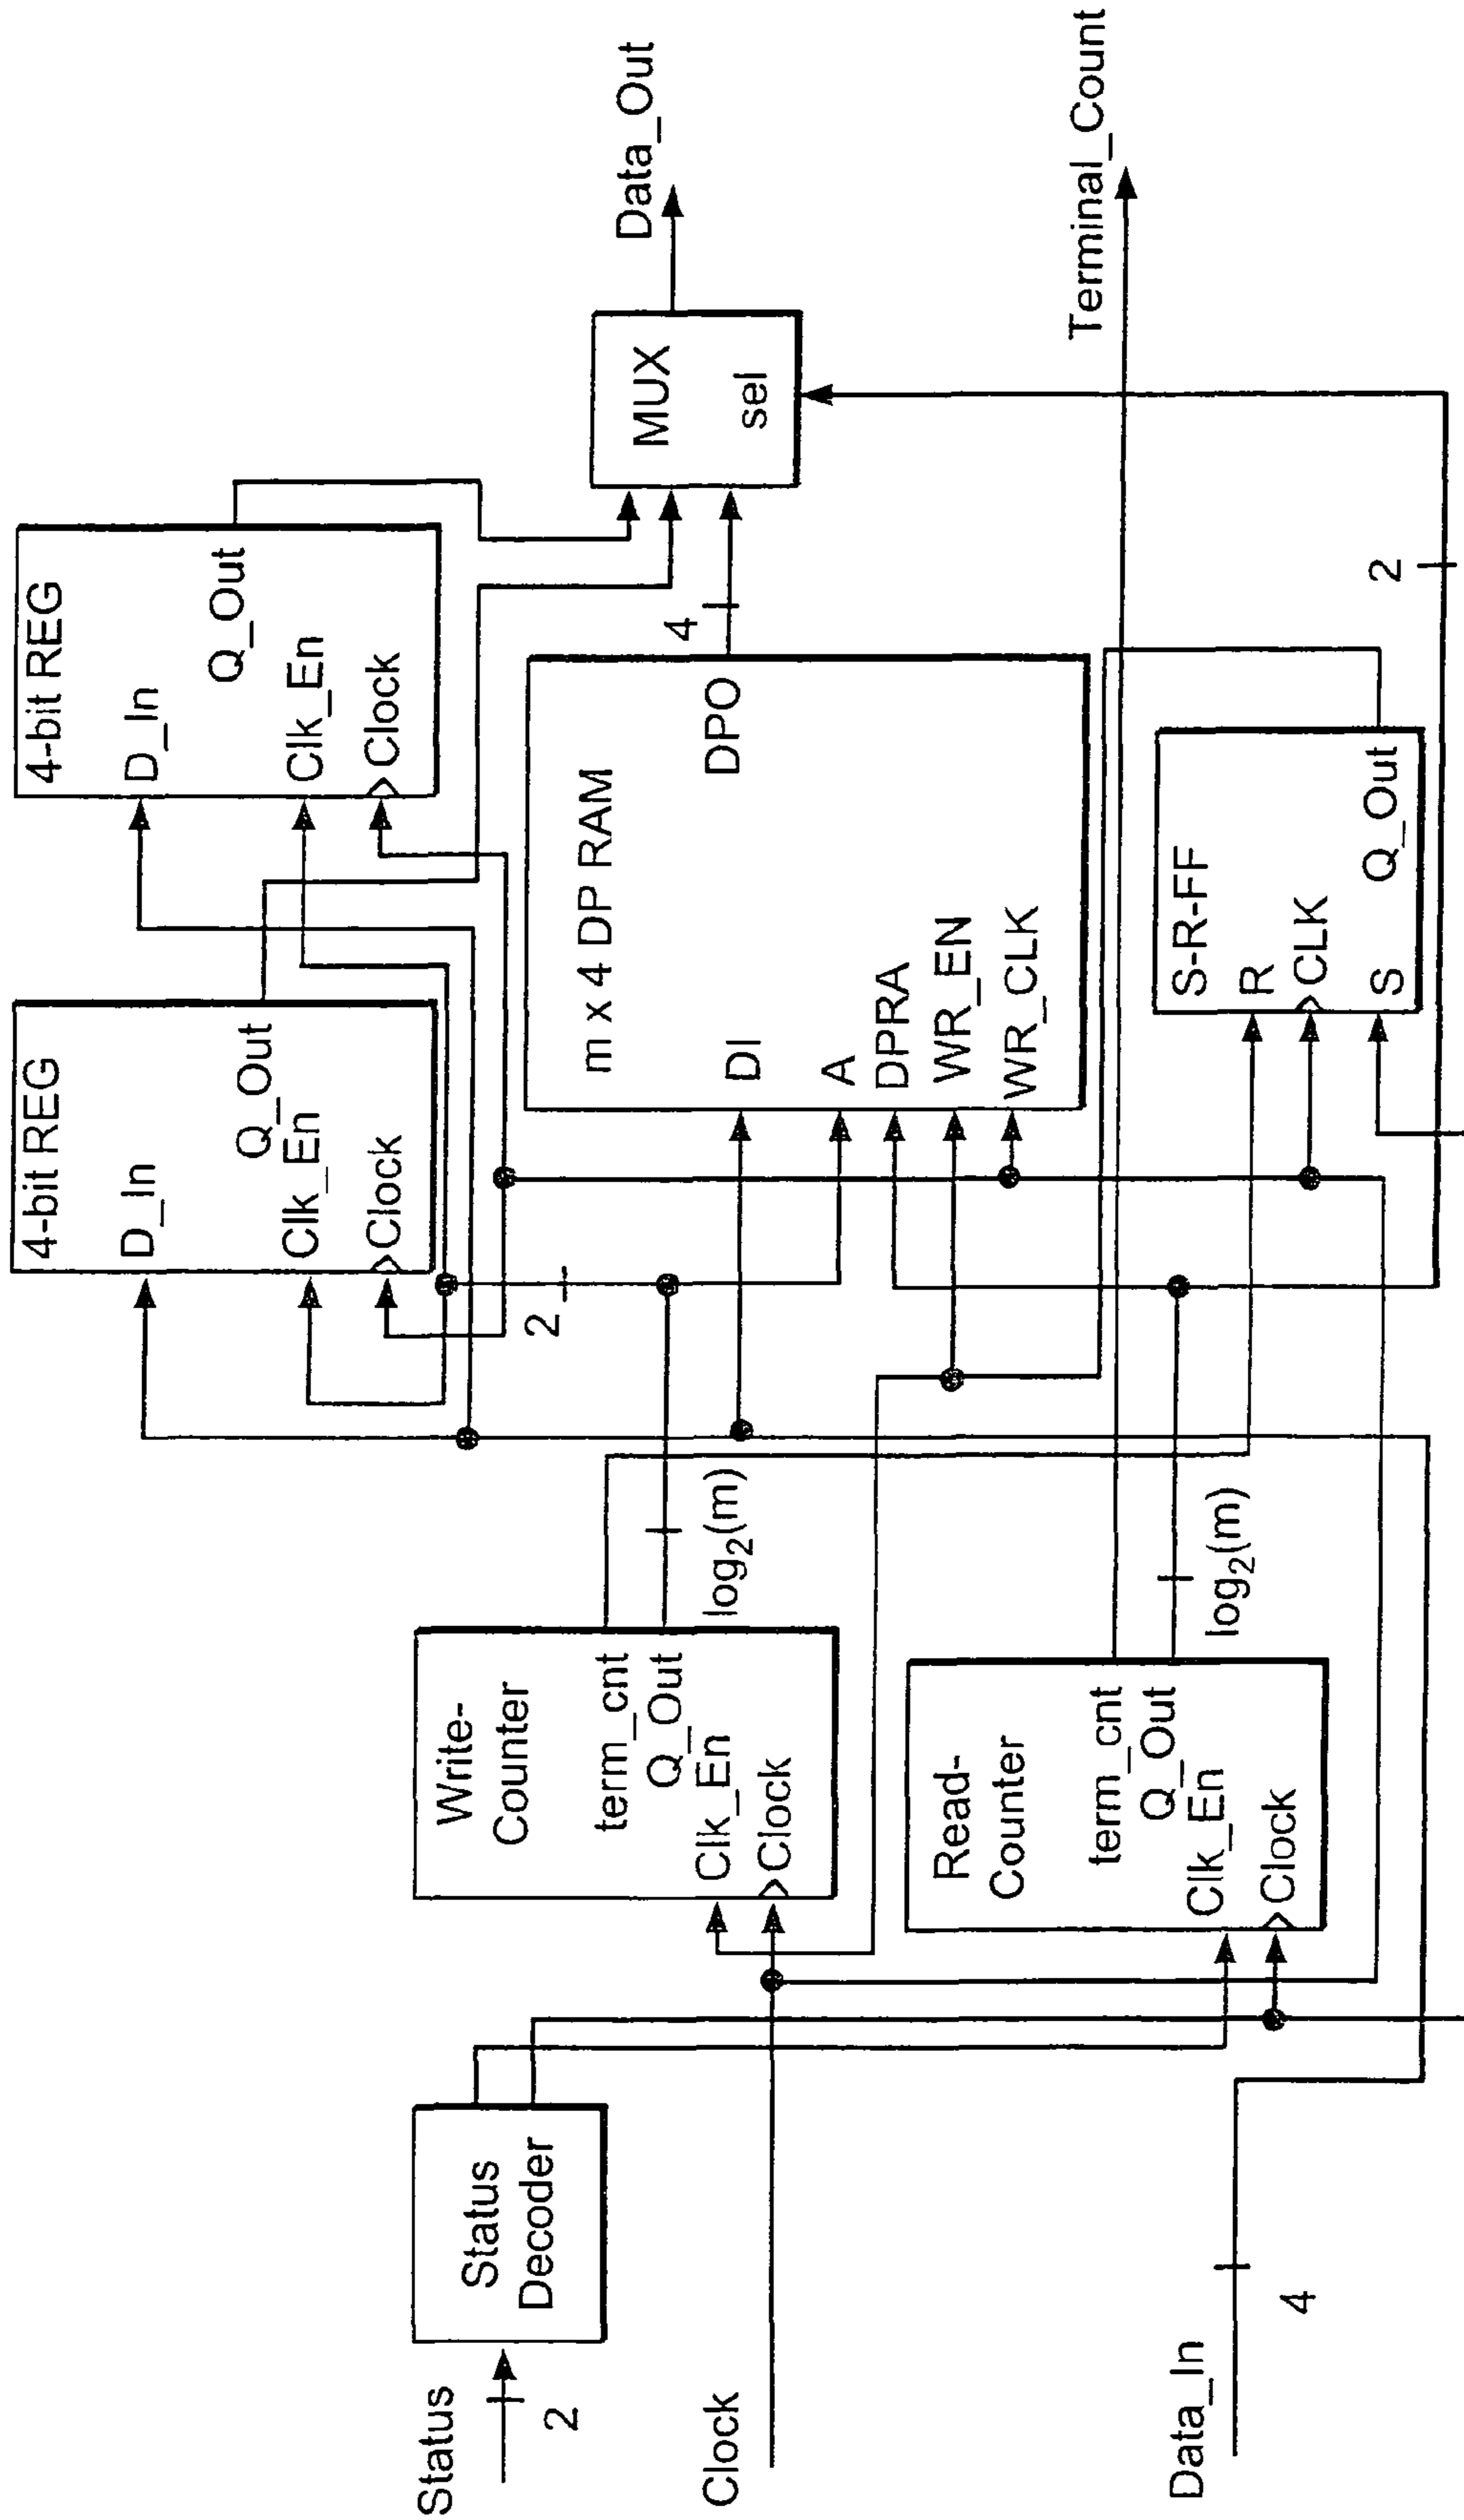 Status
2
Status
Decoder
Clock
Data_In
4
Write-
Counter
term_cnt
Q_Out
Clk_En
Clock
log2(m)
Read-
Counter
term_cnt
Q_Out
Clk_En
Clock
log2(m)
4-bit REG
D_In
Q_Out
Clk_En
Clock
2
4-bit REG
D_In
Q_Out
Clk_En
Clock
m x 4 DP RAM
DI
A
DPRA
WR_EN
WR_CLK
DPO
4
S-R-FF
R
CLK
S
Q_Out
2
MUX
sel
Data_Out
Terminal_Count